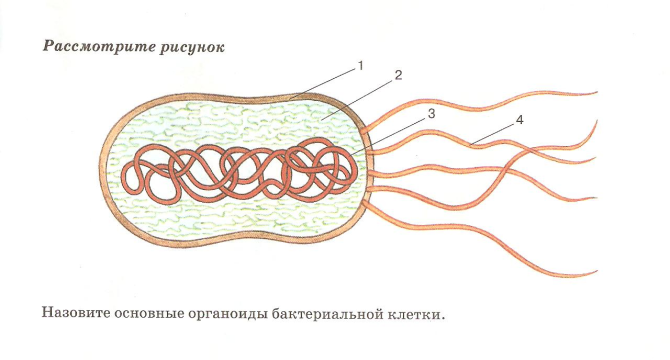 Рассмотрите рисунок
1
2
3
4
Назовите основные органоиды бактериальной клетки.